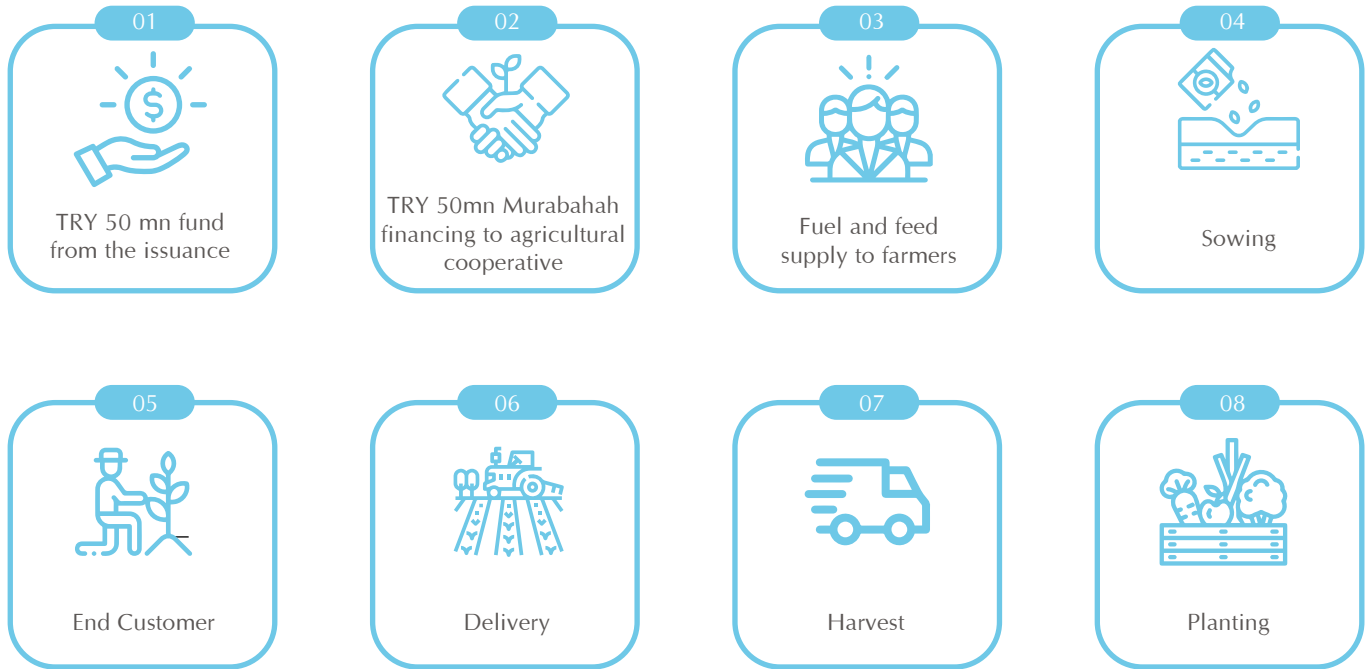 01
TRY 50 mn fund
from the issuance
02
TRY 50mn Murabahah
financing to agricultural
cooperative
03
Fuel and feed
supply to farmers
04
Sowing
05
End Customer
06
Delivery
07
Harvest
08
Planting